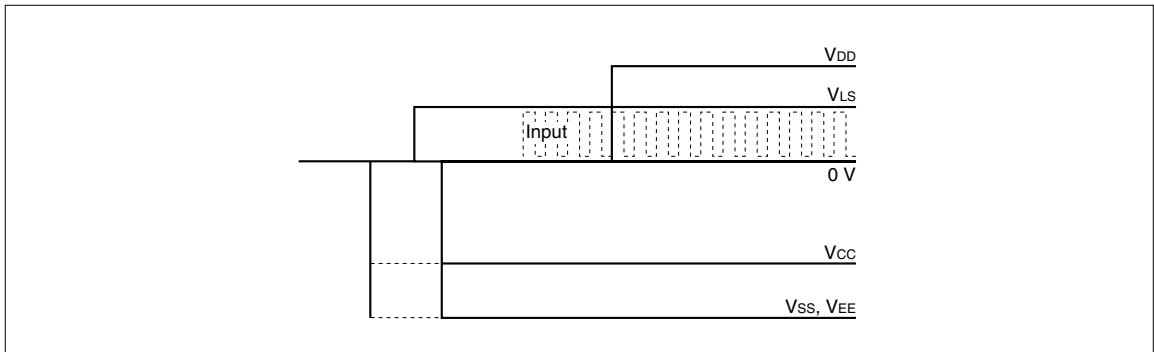 VDD
VLS
Input
0 V
VCC
VSS, VEE